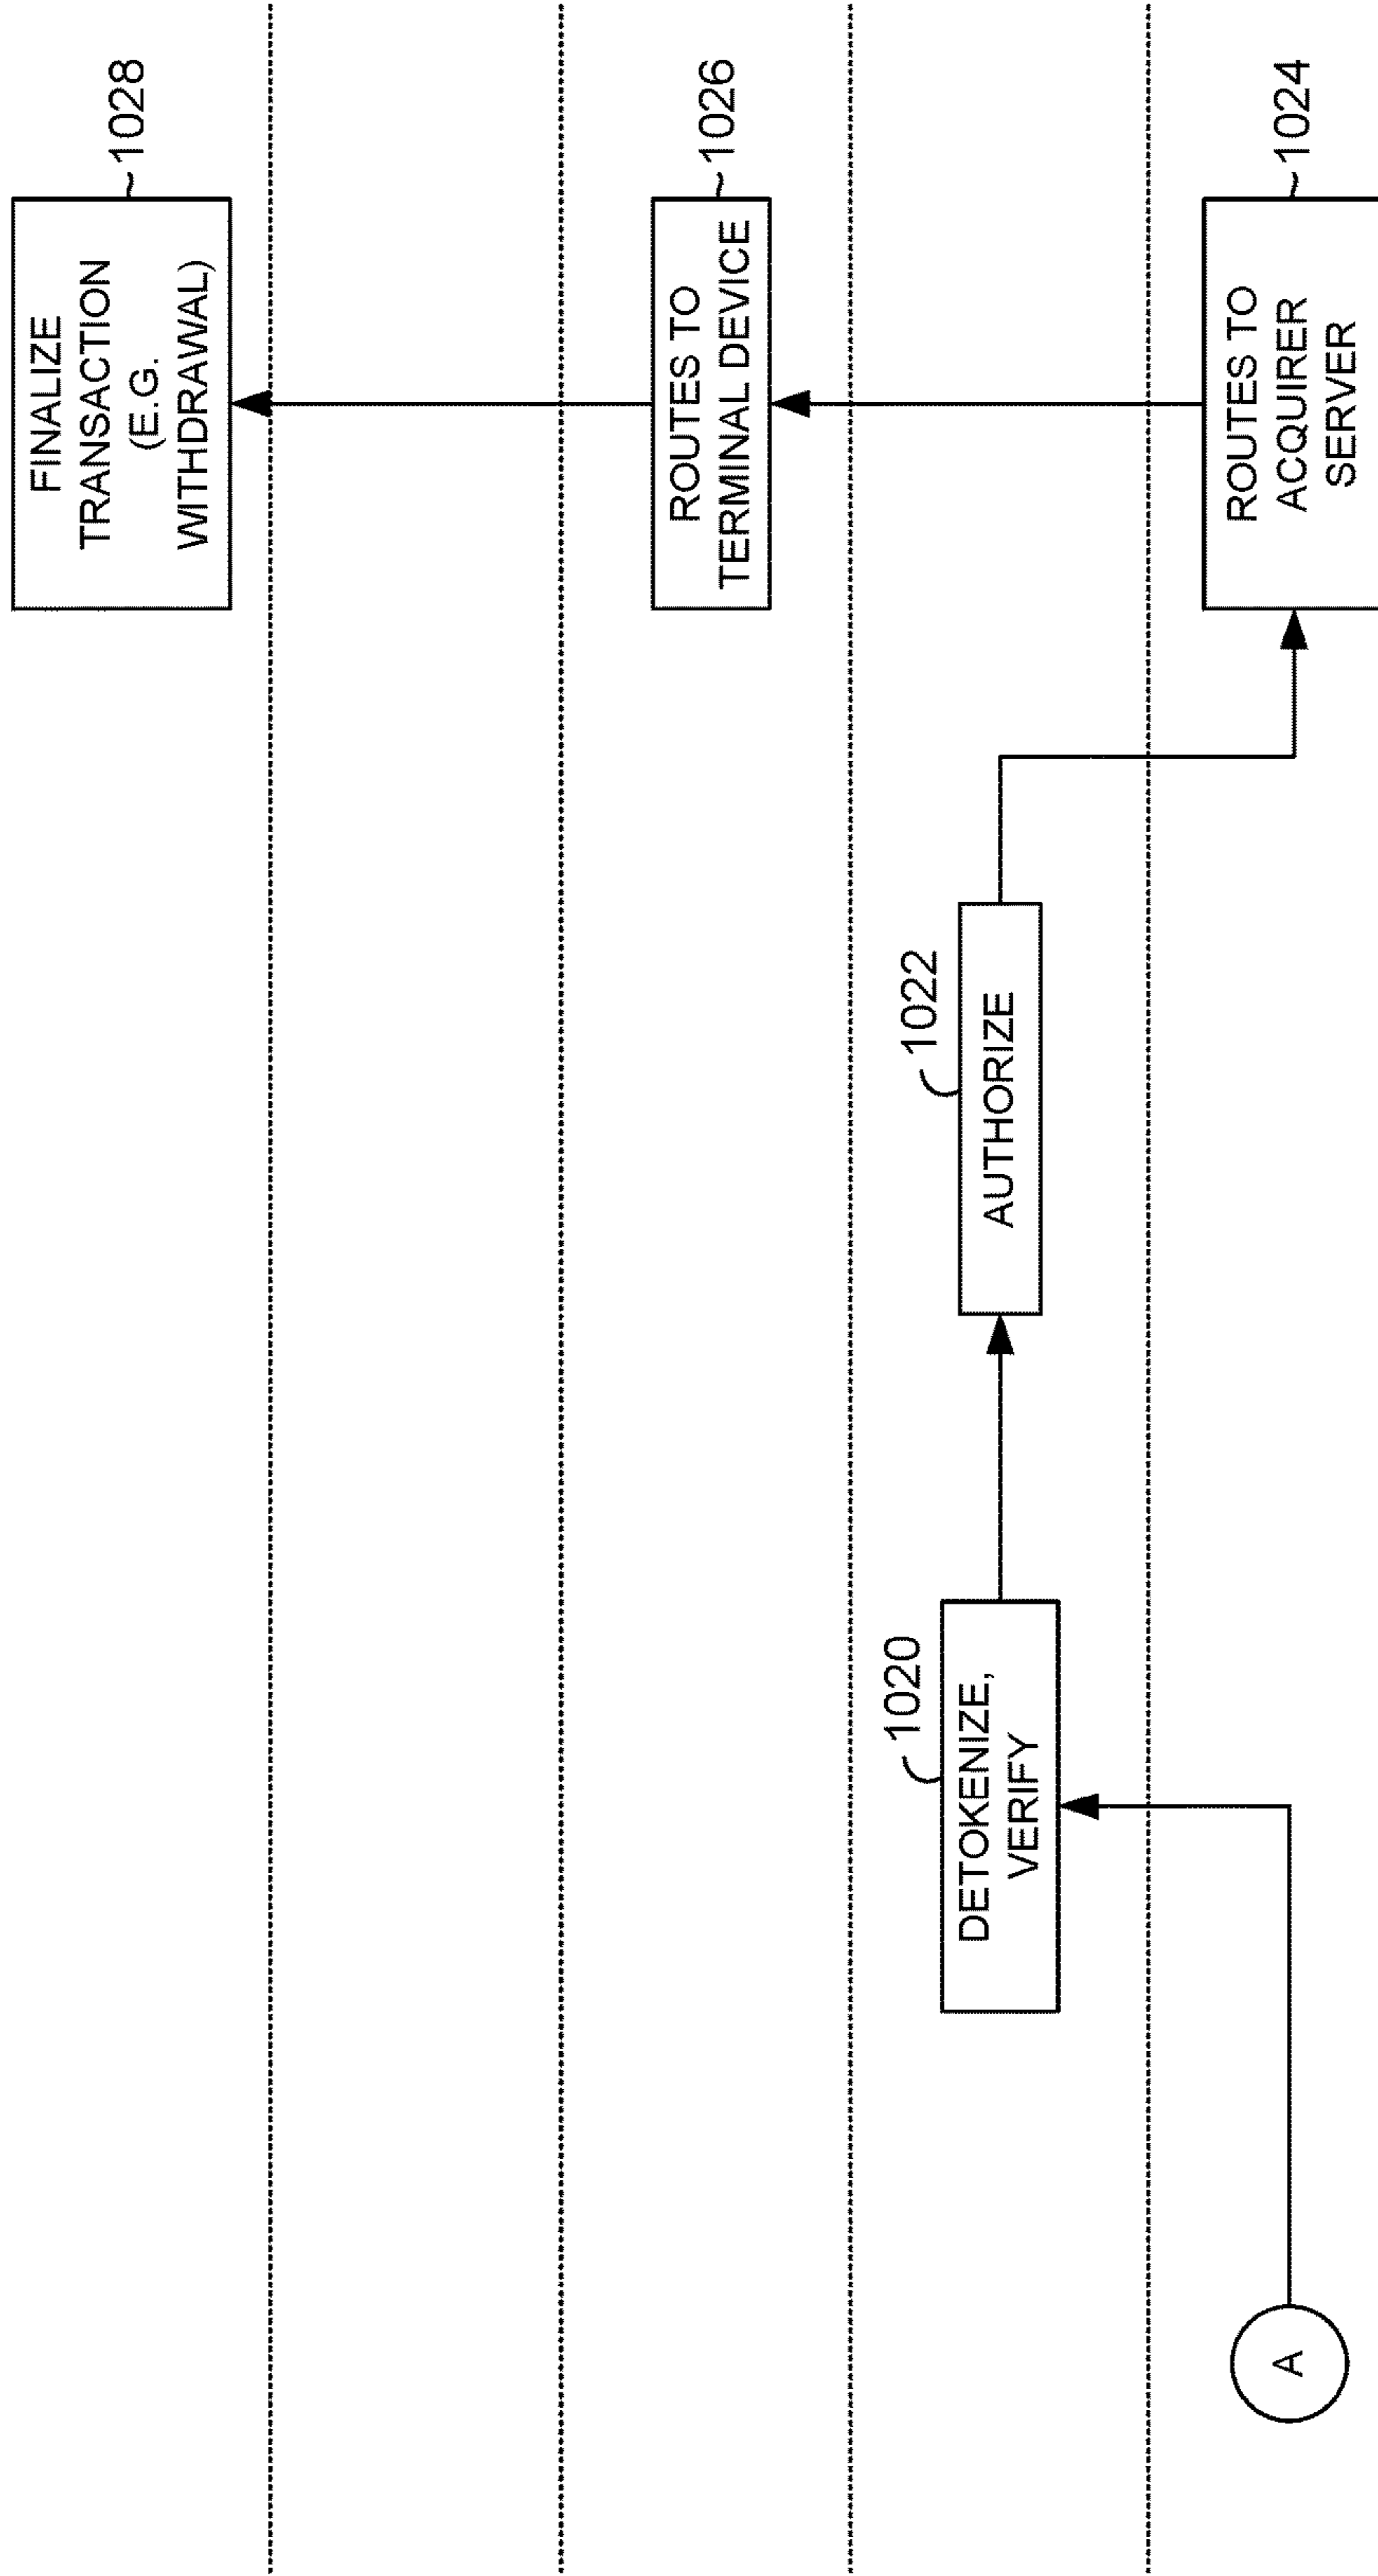 FINALIZE
TRANSACTION
(E.G.
WITHDRAWAL)
1028
ROUTES TO
TERMINAL DEVICE
1026
1020
DETOKENIZE,
VERIFY
1022
AUTHORIZE
A
ROUTES TO
ACQUIRER
SERVER
1024